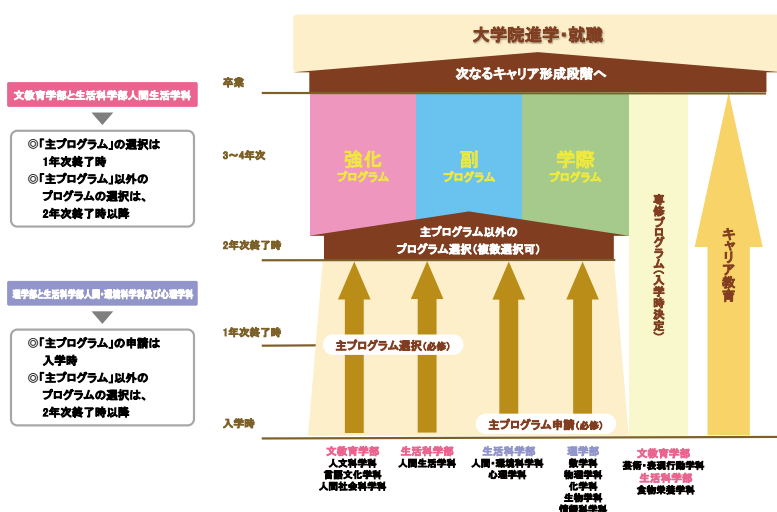 大学院進学・就職
次なるキャリア形成段階へ
卒業
文教育学部と生活科学部人間生活学科
◎「主プログラム」の選択は
1年次終了時
◎「主プログラム」以外の
プログラムの選択は、
2年次終了時以降
3〜4年次
強化
プログラム
副
プログラム
学際
プログラム
専修プログラム(入学時決定)
キャリア教育
2年次終了時
主プログラム以外の
プログラム選択(複数選択可)
理学部と生活科学部人間・環境科学科及び心理学科
◎「主プログラム」の申請は
入学時
◎「主プログラム」以外の
プログラムの選択は、
2年次終了時以降
1年次終了時
主プログラム選択(必修)
入学時
主プログラム申請(必修)
文教育学部
人文科学科
言語文化学科
人間社会科学科
生活科学部
人間生活学科
生活科学部
人間・環境科学科
心理学科
理学部
数学科
物理学科
化学科
生物学科
情報科学科
文教育学部
芸術・表現行動学科
生活科学部
食物栄養学科